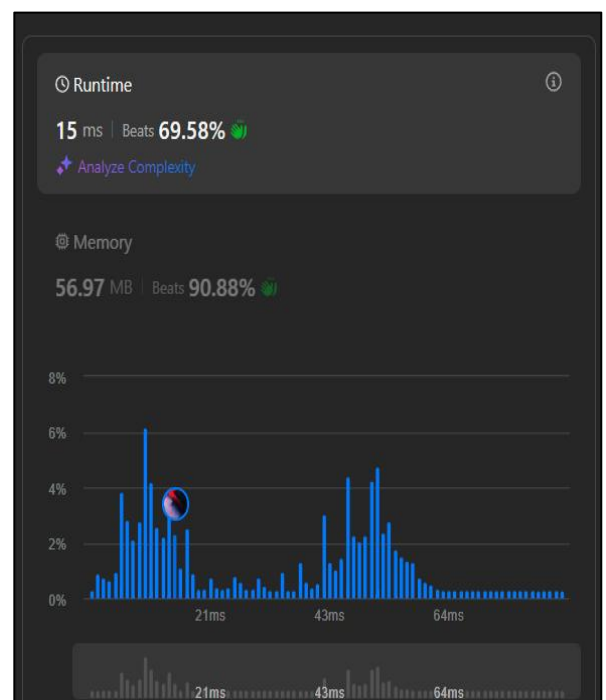 Runtime
15 ms | Beats 69.58%
Analyze Complexity
Memory
56.97 MB | Beats 90.88%
8%
6%
4%
2%
0%
21ms 43ms 64ms
21ms 43ms 64ms